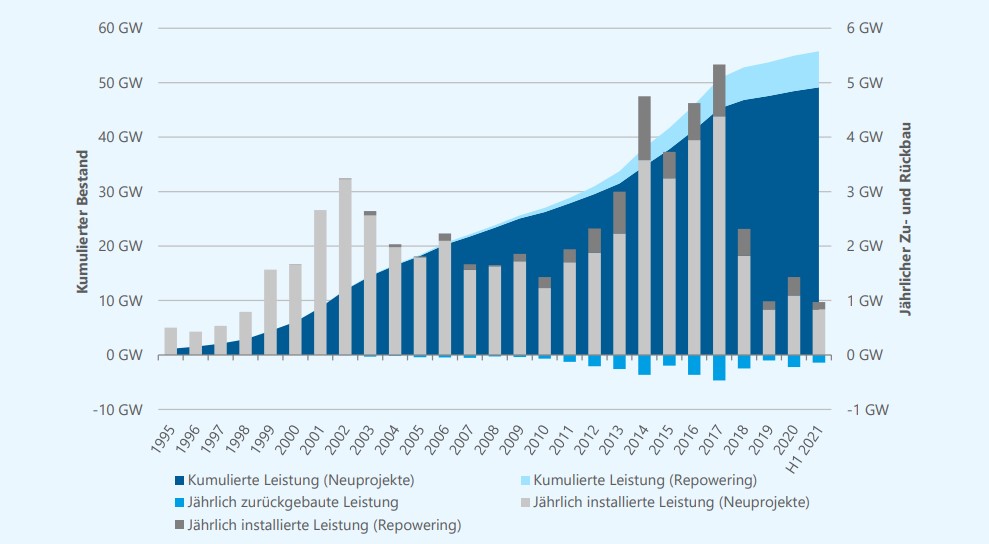 60 GW
50 GW
40 GW
30 GW
20 GW
10 GW
0 GW
-10 GW
Kumulierter Bestand
6 GW
5 GW
4 GW
3 GW
2 GW
1 GW
0 GW
-1 GW
Jährlicher Zu- und Rückbau
1995
1996
1997
1998
1999
2000
2001
2002
2003
2004
2005
2006
2007
2008
2009
2010
2011
2012
2013
2014
2015
2016
2017
2018
2019
2020
H1 2021
Kumulierte Leistung (Neuprojekte)
Kumulierte Leistung (Repowering)
Jährlich zurückgebaute Leistung
Jährlich installierte Leistung (Neuprojekte)
Jährlich installierte Leistung (Repowering)